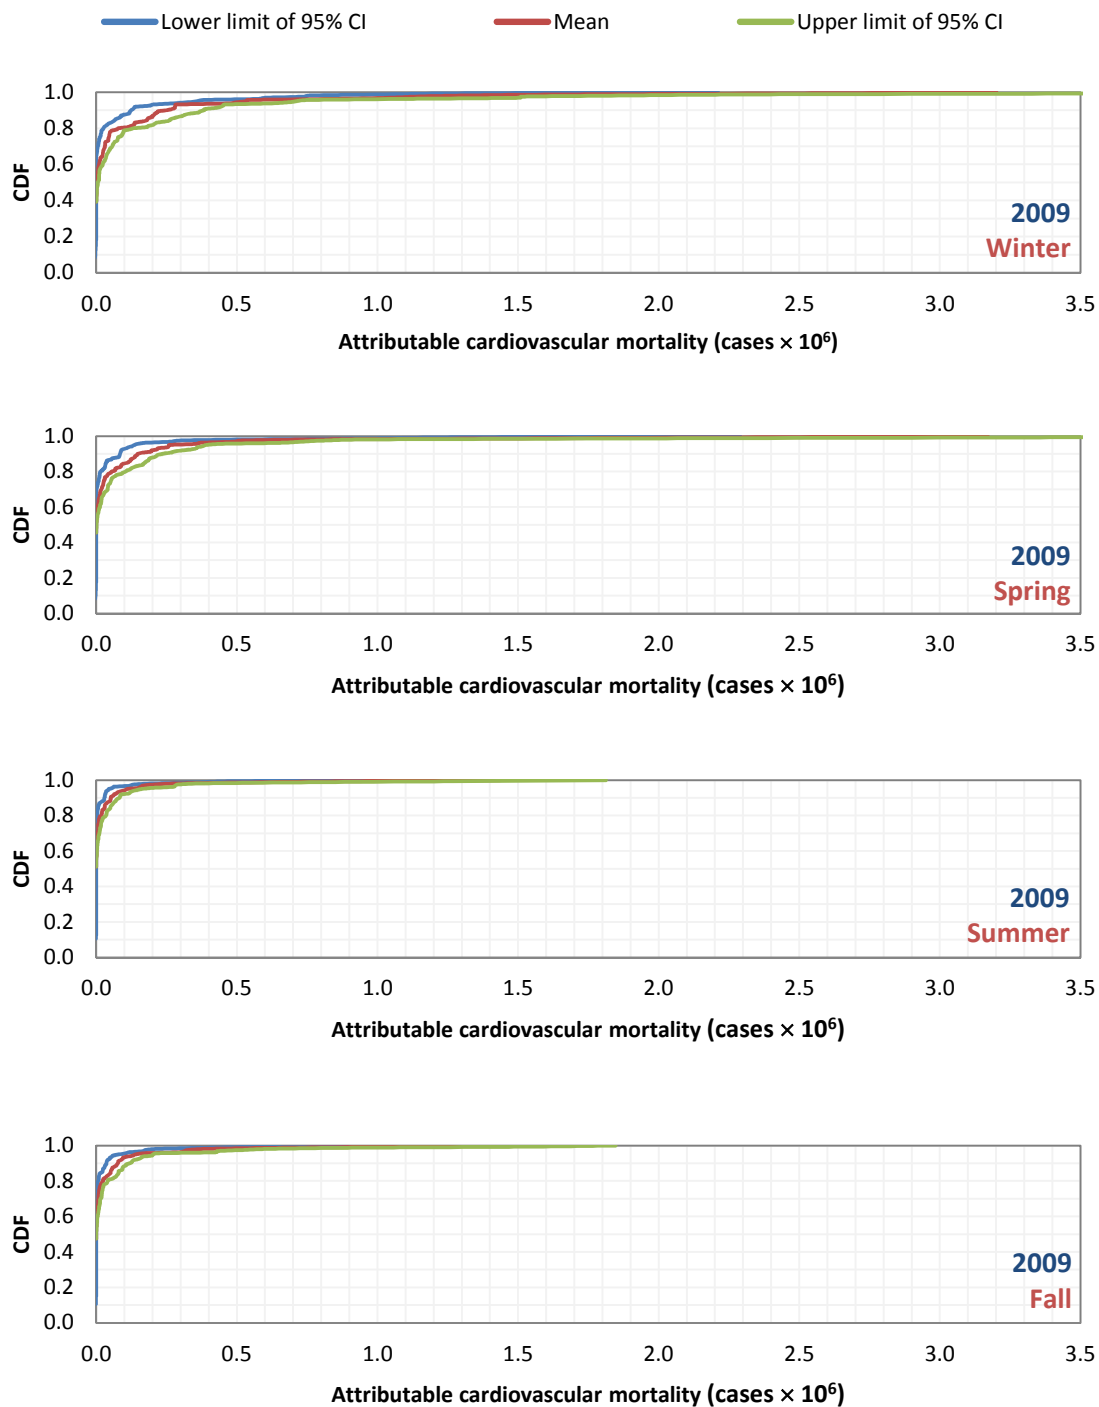 Lower limit of 95% CI Mean Upper limit of 95% CI
1.0
0.8
0.6
0.4
0.2
0.0
CDF
2009
Winter
0.0 0.5 1.0 1.5 2.0 2.5 3.0 3.5
Attributable cardiovascular mortality (cases × 10⁶)
1.0
0.8
0.6
0.4
0.2
0.0
CDF
2009
Spring
0.0 0.5 1.0 1.5 2.0 2.5 3.0 3.5
Attributable cardiovascular mortality (cases × 10⁶)
1.0
0.8
0.6
0.4
0.2
0.0
CDF
2009
Summer
0.0 0.5 1.0 1.5 2.0 2.5 3.0 3.5
Attributable cardiovascular mortality (cases × 10⁶)
1.0
0.8
0.6
0.4
0.2
0.0
CDF
2009
Fall
0.0 0.5 1.0 1.5 2.0 2.5 3.0 3.5
Attributable cardiovascular mortality (cases × 10⁶)